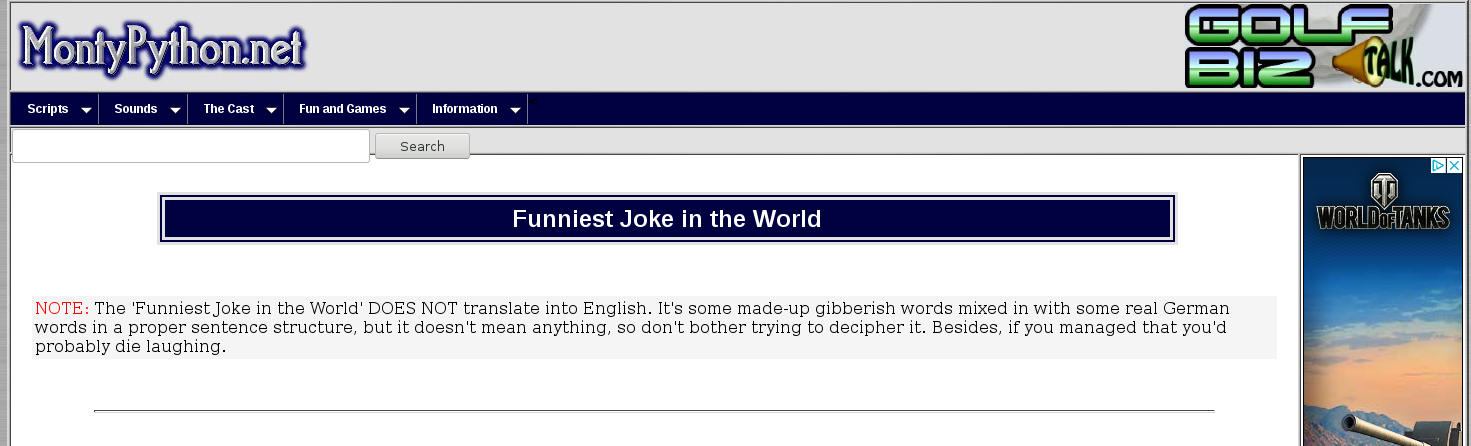 MontyPython.net
GOLF
BIZ TALK.COM
Scripts Sounds The Cast Fun and Games Information
Search
WORLD OF TANKS
Funniest Joke in the World
NOTE: The 'Funniest Joke in the World' DOES NOT translate into English. It's some made-up gibberish words mixed in with some real German
words in a proper sentence structure, but it doesn't mean anything, so don't bother trying to decipher it. Besides, if you managed that you'd
probably die laughing.